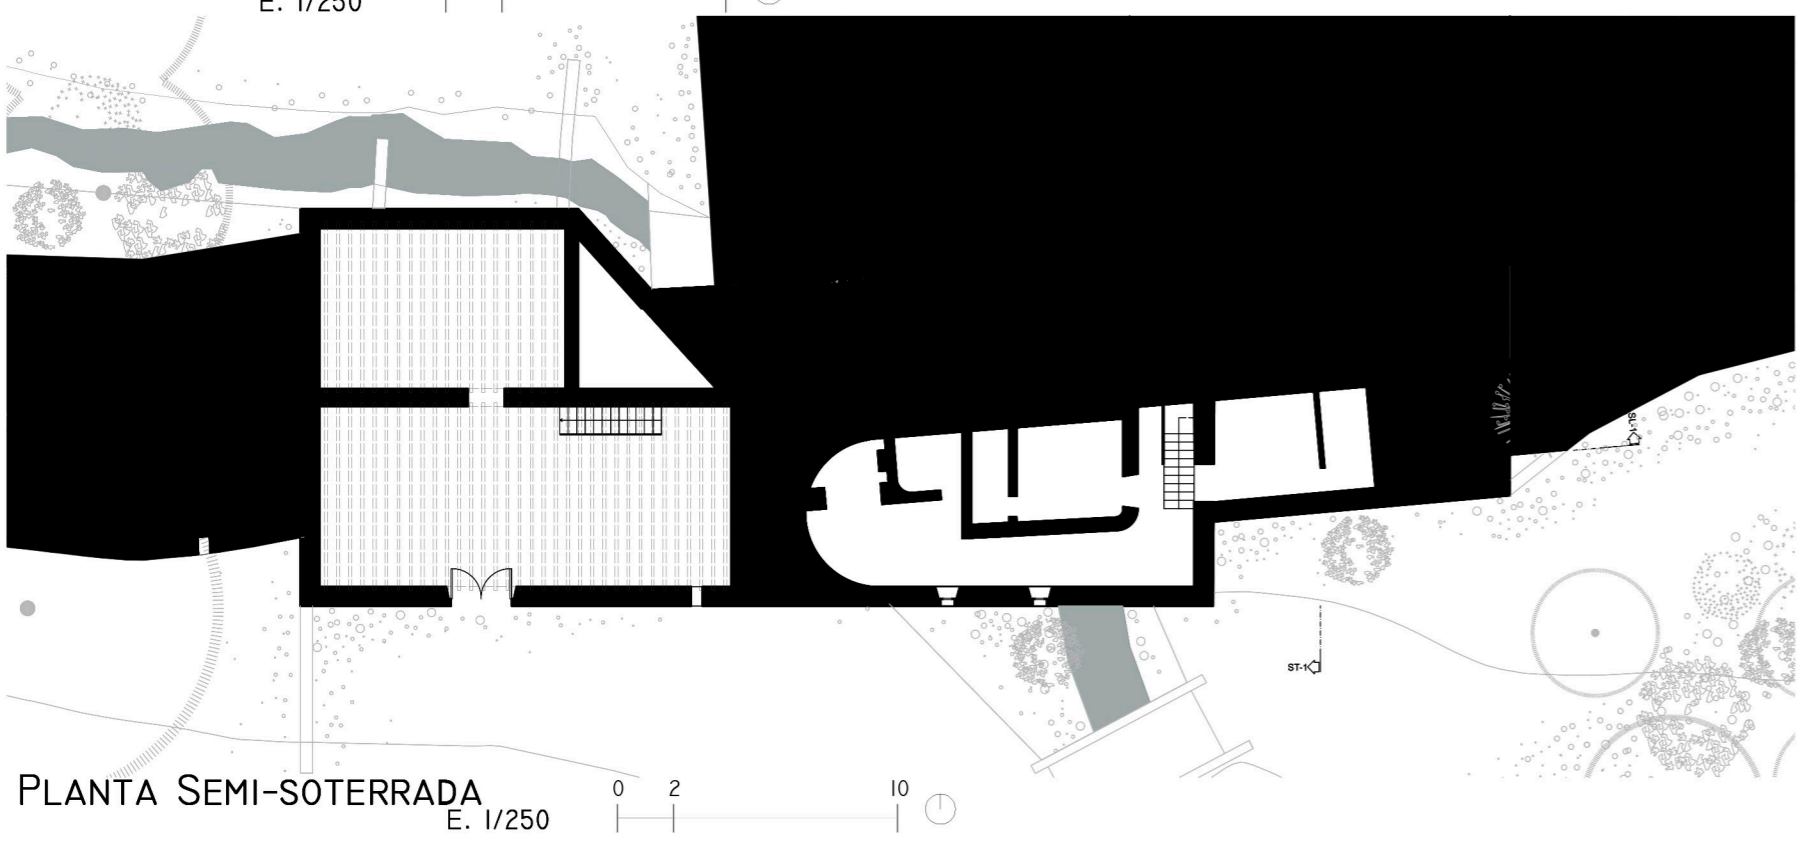 E. 1/250
SL-1
ST-1
PLANTA SEMI-SOTERRADA
E. 1/250
0 2 10